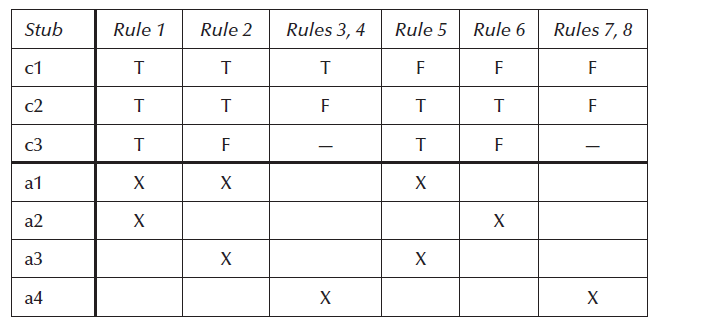 Stub Rule 1 Rule 2 Rules 3, 4 Rule 5 Rule 6 Rules 7, 8
c1 T T T F F F
c2 T T F T T F
c3 T F — T F —
a1 X X X
a2 X X
a3 X X
a4 X X